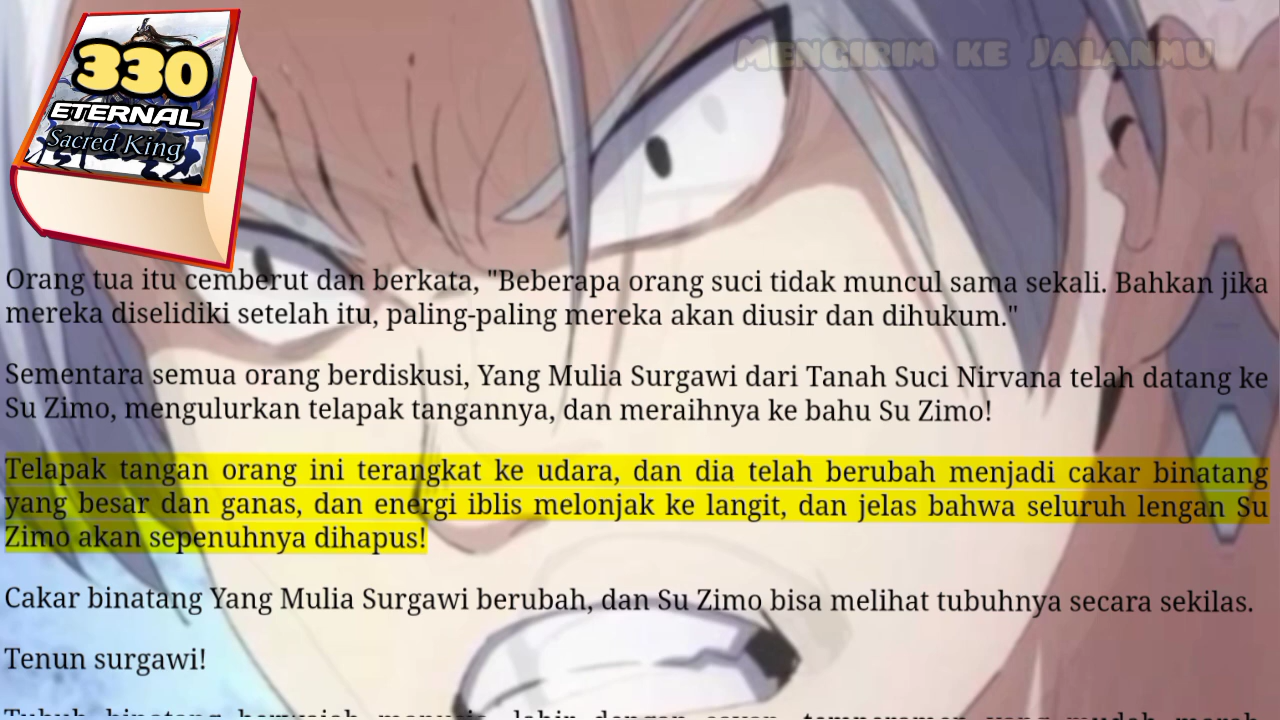 330
ETERNAL
Sacred King
Mengirim ke Jalanmu
Orang tua itu cemberut dan berkata, "Beberapa orang suci tidak muncul sama sekali. Bahkan jika
mereka diselidiki setelah itu, paling-paling mereka akan diusir dan dihukum."
Sementara semua orang berdiskusi, Yang Mulia Surgawi dari Tanah Suci Nirvana telah datang ke
Su Zimo, mengulurkan telapak tangannya, dan meraihnya ke bahu Su Zimo!
Telapak tangan orang ini terangkat ke udara, dan dia telah berubah menjadi cakar binatang
yang besar dan ganas, dan energi iblis melonjak ke langit, dan jelas bahwa seluruh lengan Su
Zimo akan sepenuhnya dihapus!
Cakar binatang Yang Mulia Surgawi berubah, dan Su Zimo bisa melihat tubuhnya secara sekilas.
Tenun surgawi!